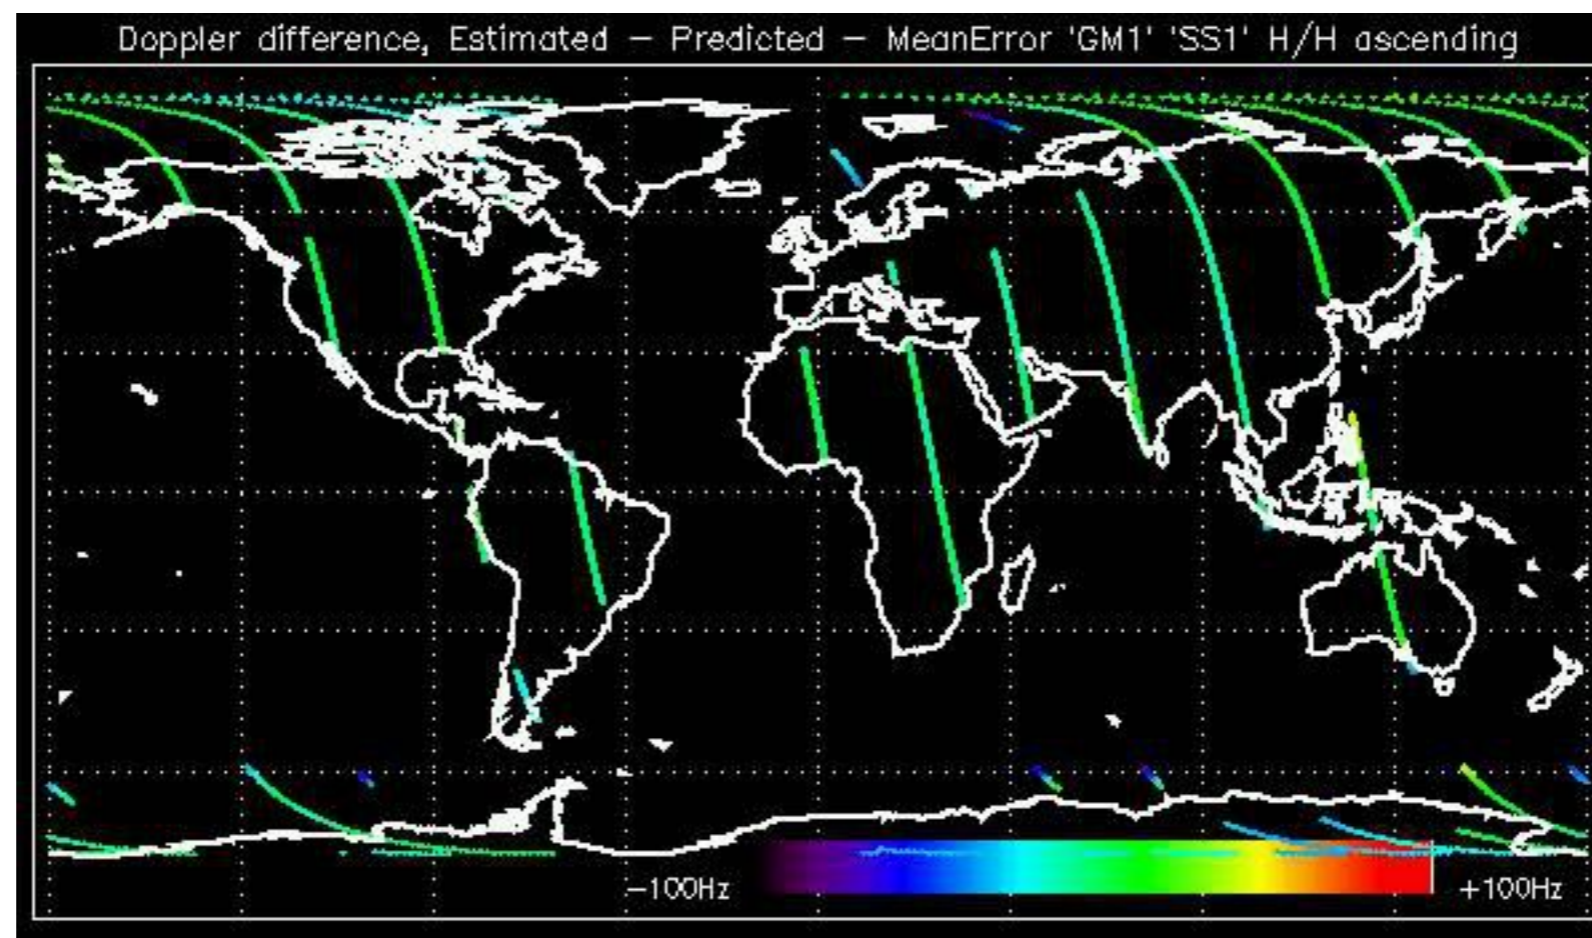 Doppler difference, Estimated – Predicted – MeanError 'GM1' 'SS1' H/H ascending
–100Hz
+100Hz